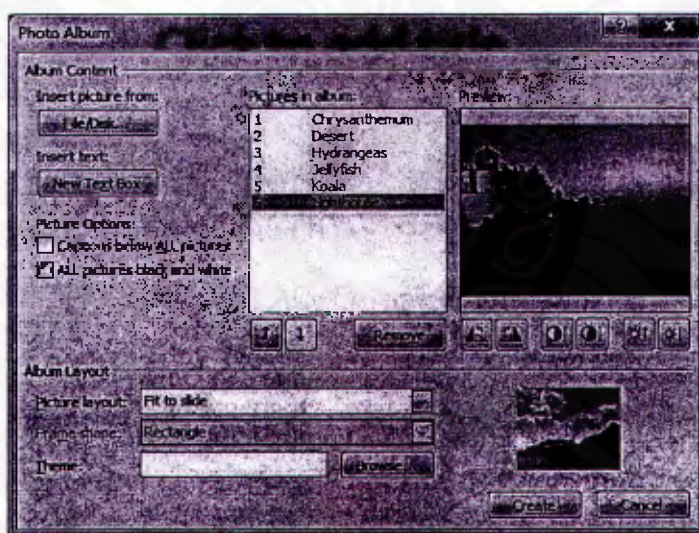 Photo Album
Album Content
Insert picture from:
File/Disk...
Insert text:
New Text Box
Picture Options:
Captions below ALL pictures
ALL pictures black and white
Pictures in album:
1 Chrysanthemum
2 Desert
3 Hydrangeas
4 Jellyfish
5 Koala
6
Remove
Preview:
Album Layout
Picture layout: Fit to slide
Frame shape: Rectangle
Theme:
Browse...
Create
Cancel